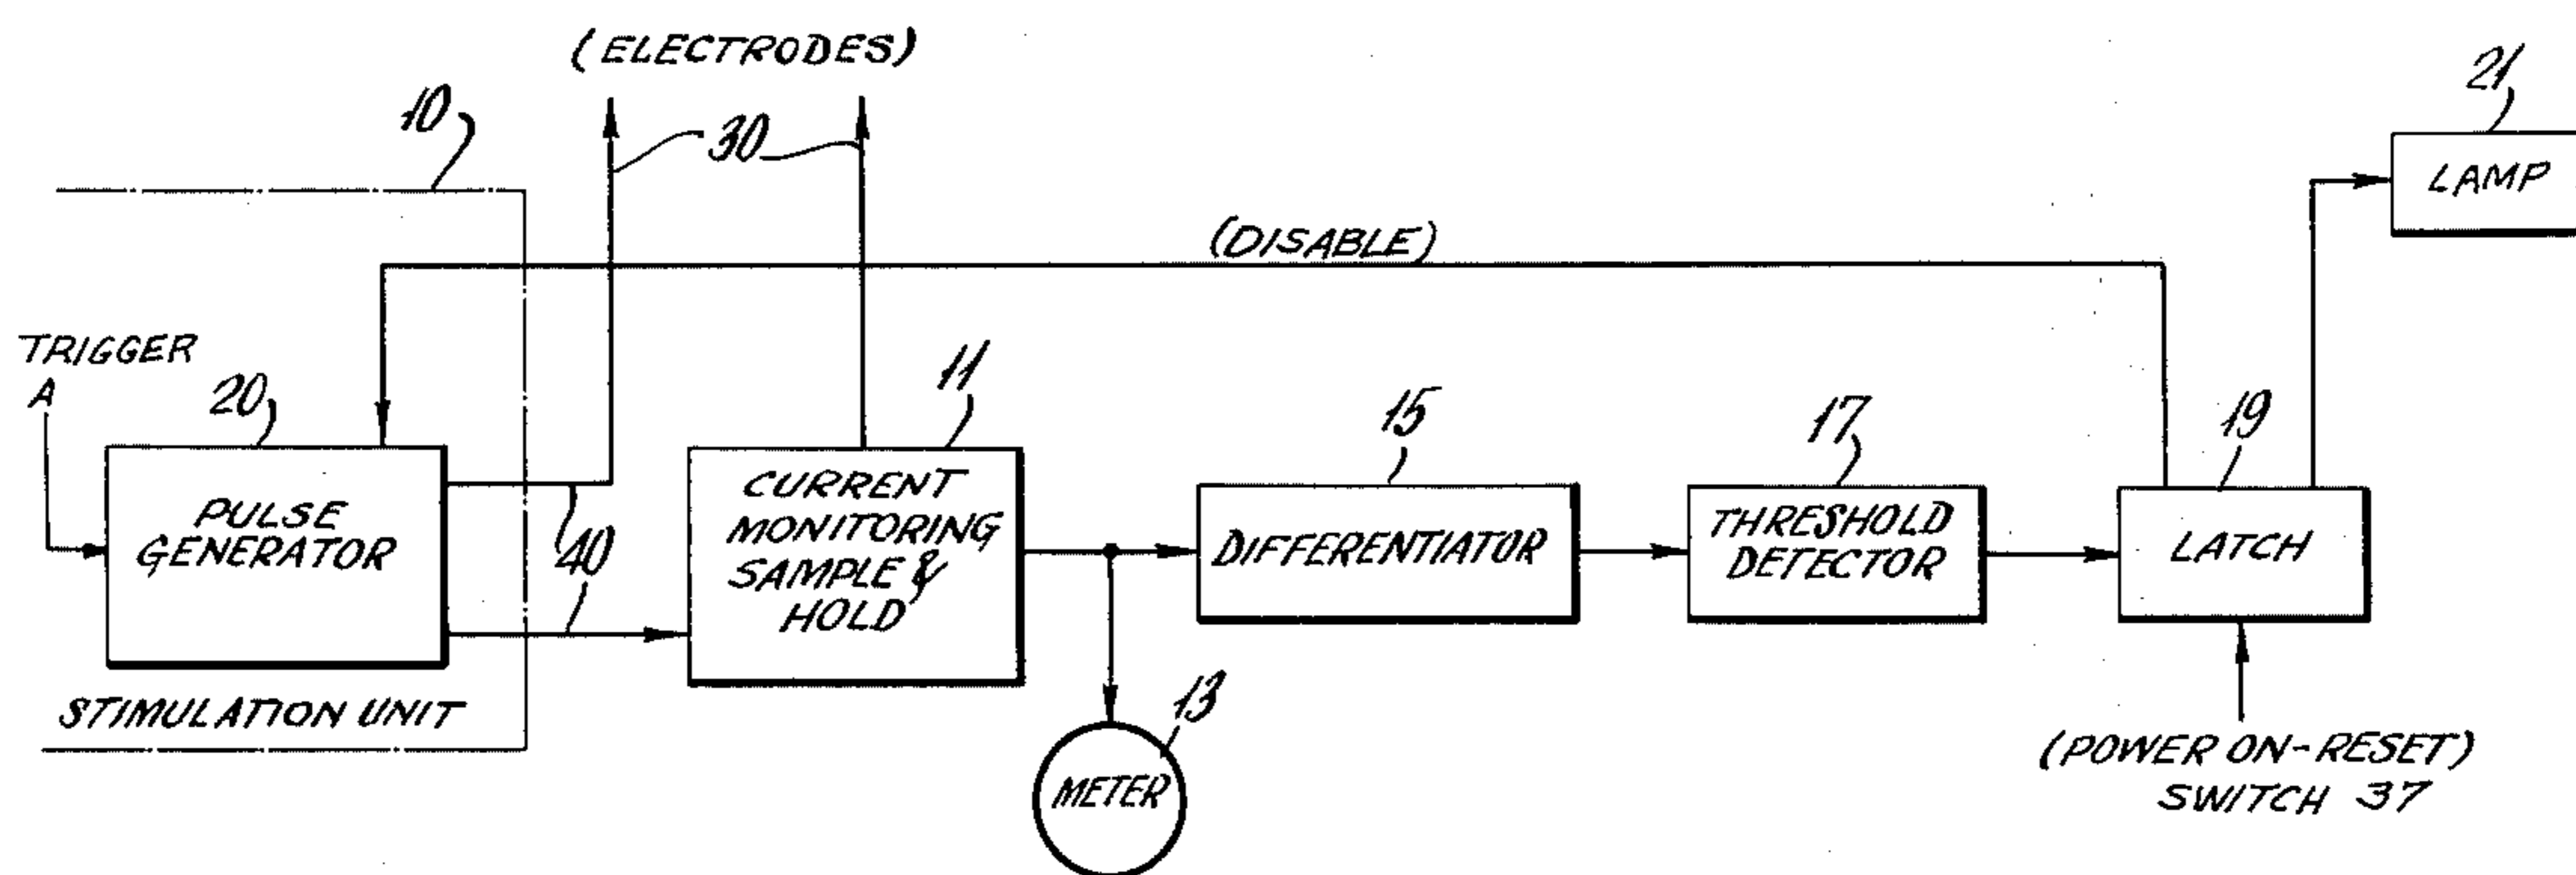 (ELECTRODES)
21
10
30
LAMP
(DISABLE)
TRIGGER
A
20
11
15
17
19
PULSE
GENERATOR
40
CURRENT
MONITORING
SAMPLE &
HOLD
DIFFERENTIATOR
THRESHOLD
DETECTOR
LATCH
STIMULATION UNIT
13
METER
(POWER ON-RESET)
SWITCH 37